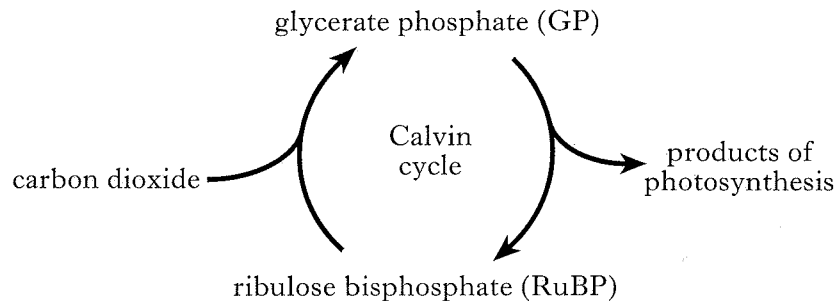 glycerate phosphate (GP)
Calvin
cycle
carbon dioxide
products of
photosynthesis
ribulose bisphosphate (RuBP)